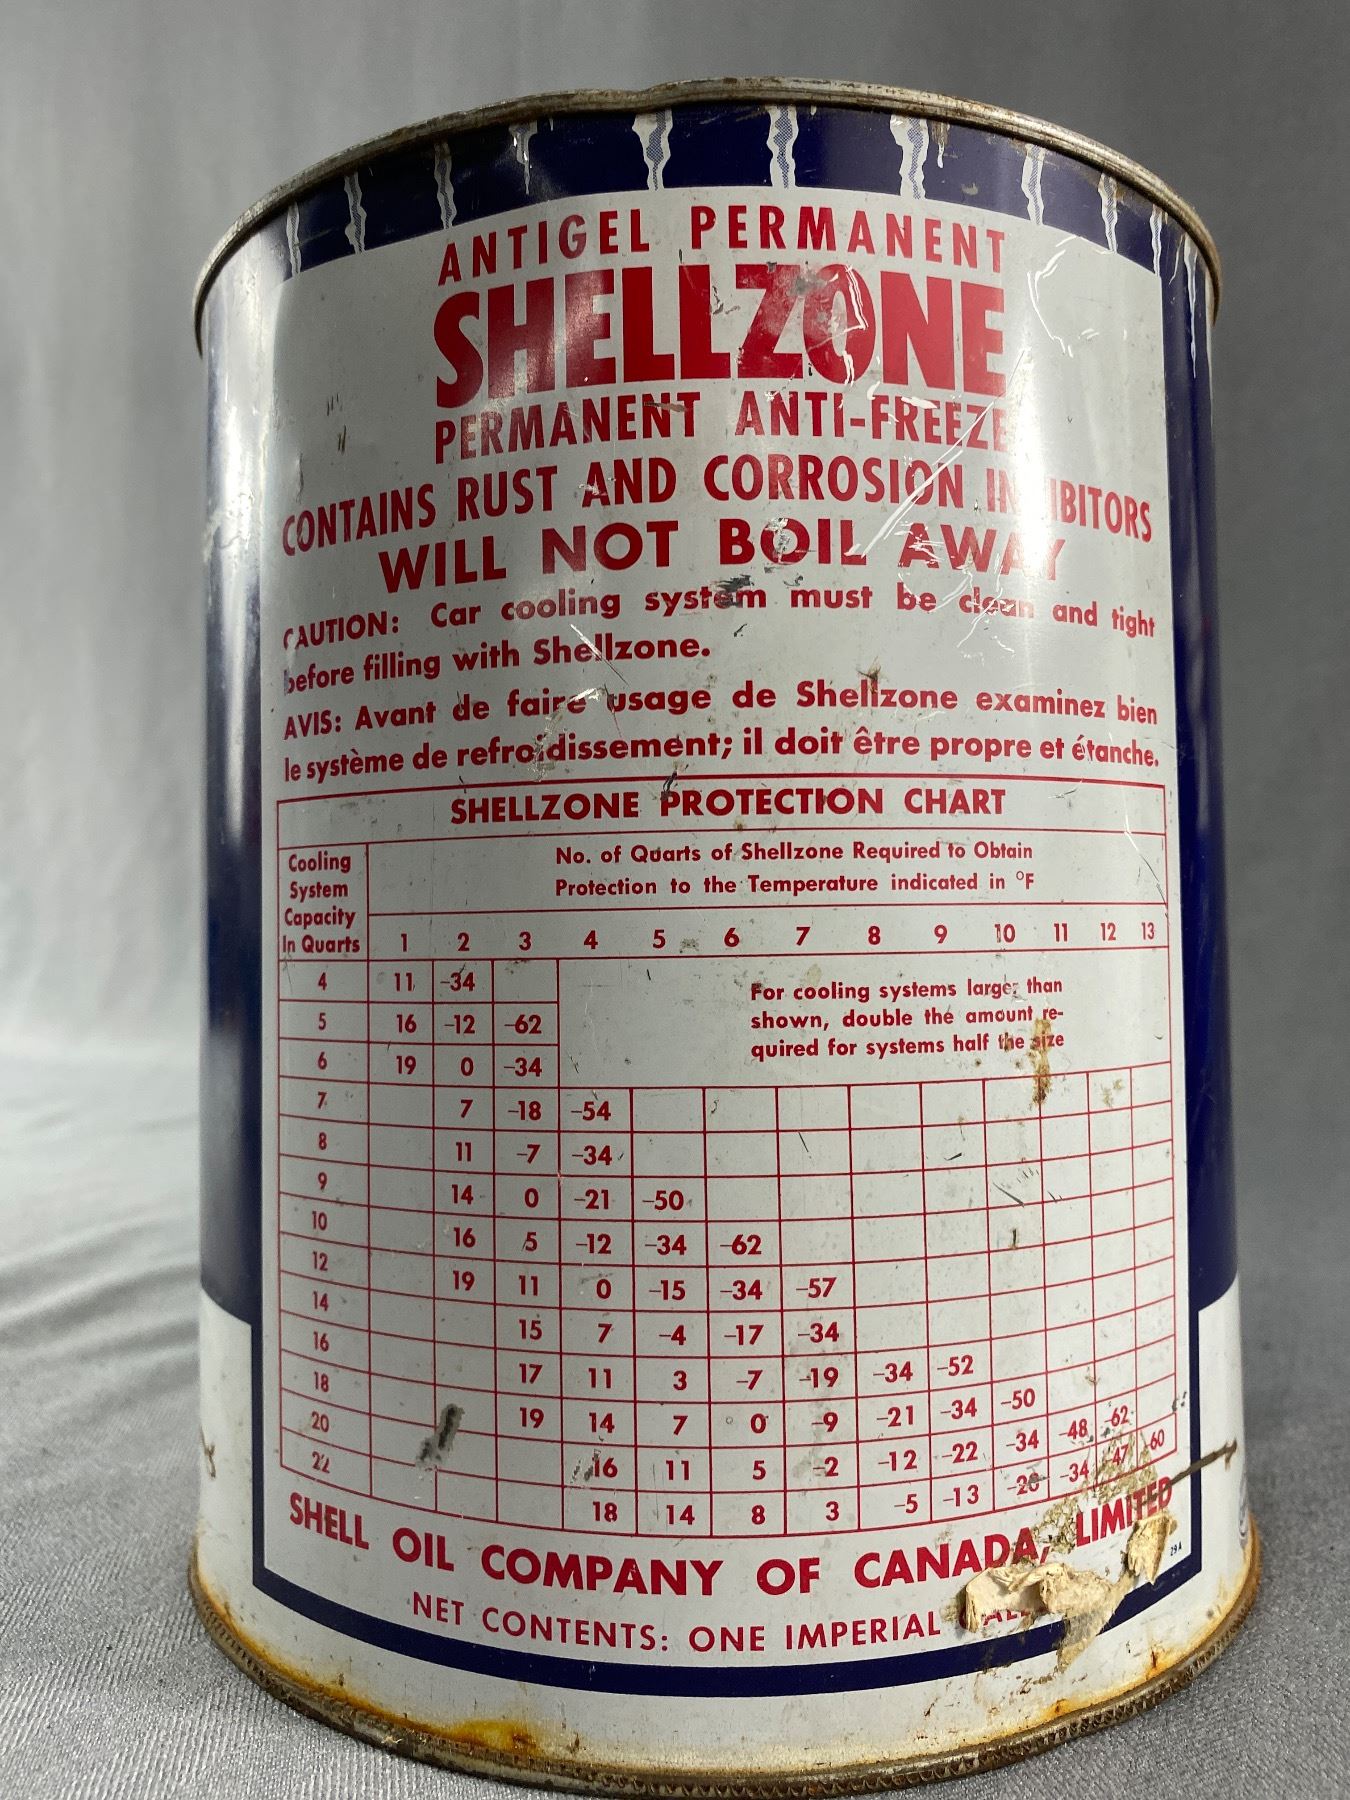 ANTIGEL PERMANENT
SHELLZONE
PERMANENT ANTI-FREEZE
CONTAINS RUST AND CORROSION INHIBITORS
WILL NOT BOIL AWAY
CAUTION: Car cooling system must be clean and tight
before filling with Shellzone.
AVIS: Avant de faire usage de Shellzone examinez bien
le système de refroidissement; il doit être propre et étanche.
SHELLZONE PROTECTION CHART
Cooling
System
Capacity
In Quarts
No. of Quarts of Shellzone Required to Obtain
Protection to the Temperature indicated in °F
1 2 3 4 5 6 7 8 9 10 11 12 13
4 11 -34
5 16 -12 -62
6 19 0 -34
For cooling systems larger than
shown, double the amount re-
quired for systems half the size
7 7 -18 -54
8 11 -7 -34
9 14 0 -21 -50
10 16 5 -12 -34 -62
12 19 11 0 -15 -34 -57
14 15 7 -4 -17 -34
16 17 11 3 -7 -19 -34 -52
18 19 14 7 0 -9 -21 -34 -50
20 16 11 5 -2 -12 -22 -34 -48 -62
22 18 14 8 3 -5 -13 -34 -47 -60
SHELL OIL COMPANY OF CANADA, LIMITED
29A
NET CONTENTS: ONE IMPERIAL